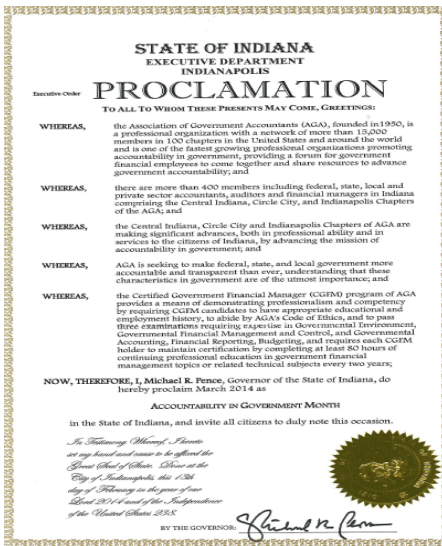 STATE OF INDIANA
EXECUTIVE DEPARTMENT
INDIANAPOLIS
Executive Order
PROCLAMATION
TO ALL TO WHOM THESE PRESENTS MAY COME, GREETINGS:
WHEREAS, the Association of Government Accountants (AGA), founded in1950, is
a professional organization with a network of more than 15,000
members in 100 chapters in the United States and around the world
and is one of the fastest growing professional organizations promoting
accountability in government, providing a forum for government
financial employees to come together and share resources to advance
government accountability; and
WHEREAS, there are more than 400 members including federal, state, local and
private sector accountants, auditors and financial managers in Indiana
comprising the Central Indiana, Circle City, and Indianapolis Chapters
of the AGA; and
WHEREAS, the Central Indiana, Circle City and Indianapolis Chapters of AGA are
making significant advances, both in professional ability and in
services to the citizens of Indiana, by advancing the mission of
accountability in government; and
WHEREAS, AGA is seeking to make federal, state, and local government more
accountable and transparent than ever, understanding that these
characteristics in government are of the utmost importance; and
WHEREAS, the Certified Government Financial Manager (CGFM) program of AGA
provides a means of demonstrating professionalism and competency
by requiring CGFM candidates to have appropriate educational and
employment history, to abide by AGA's Code of Ethics, and to pass
three examinations requiring expertise in Governmental Environment,
Governmental Financial Management and Control, and Governmental
Accounting, Financial Reporting, Budgeting, and requires each CGFM
holder to maintain certification by completing at least 80 hours of
continuing professional education in government financial
management topics or related technical subjects every two years;
NOW, THEREFORE, I, Michael R. Pence, Governor of the State of Indiana, do
hereby proclaim March 2014 as
ACCOUNTABILITY IN GOVERNMENT MONTH
in the State of Indiana, and invite all citizens to duly note this occasion.
In Testimony Whereof, I hereto
set my hand and cause to be affixed the
Great Seal of State. Done at the
City of Indianapolis, this 13th
day of February in the year of our
Lord 2014 and of the Independence
of the United States 238.
BY THE GOVERNOR: